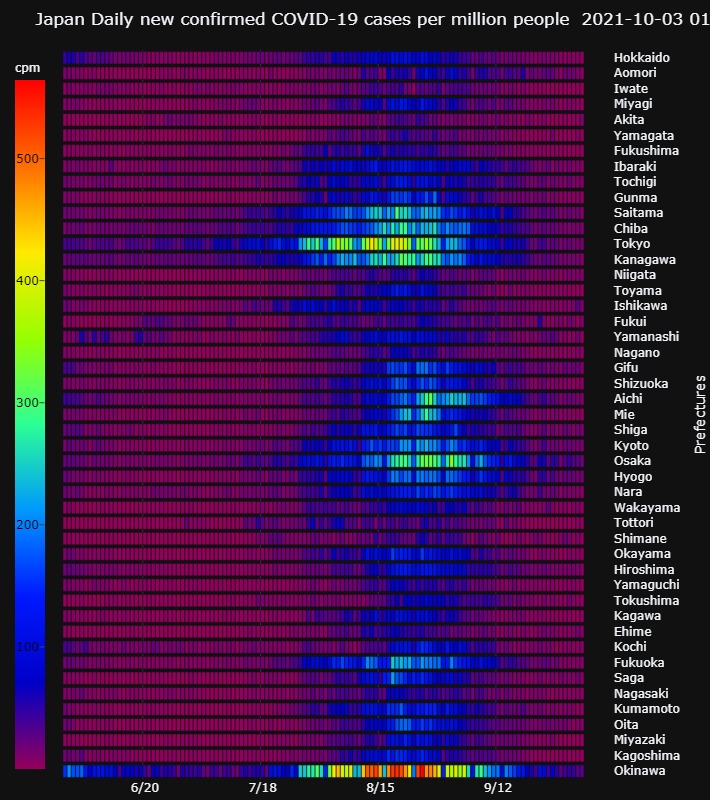 Japan Daily new confirmed COVID-19 cases per million people 2021-10-03 01
cpm
500
400
300
200
100
Hokkaido
Aomori
Iwate
Miyagi
Akita
Yamagata
Fukushima
Ibaraki
Tochigi
Gunma
Saitama
Chiba
Tokyo
Kanagawa
Niigata
Toyama
Ishikawa
Fukui
Yamanashi
Nagano
Gifu
Shizuoka
Aichi
Mie
Shiga
Kyoto
Osaka
Hyogo
Nara
Wakayama
Tottori
Shimane
Okayama
Hiroshima
Yamaguchi
Tokushima
Kagawa
Ehime
Kochi
Fukuoka
Saga
Nagasaki
Kumamoto
Oita
Miyazaki
Kagoshima
Okinawa
Prefectures
6/20
7/18
8/15
9/12